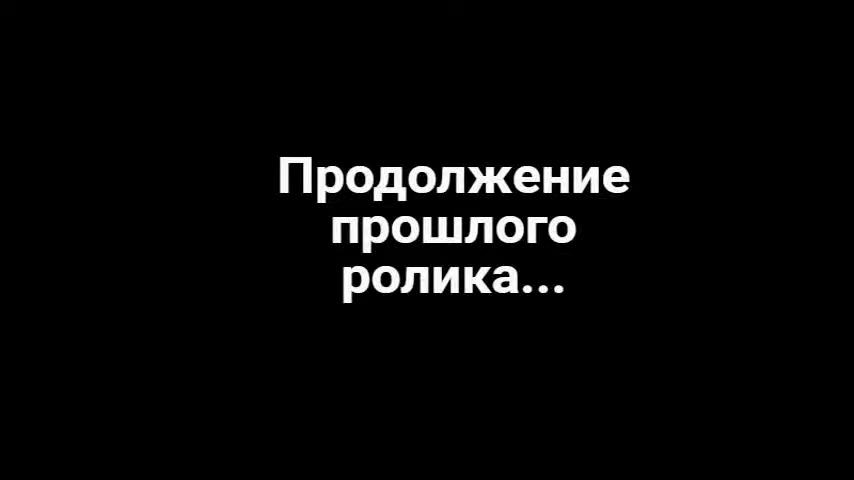 Продолжение
прошлого
ролика...